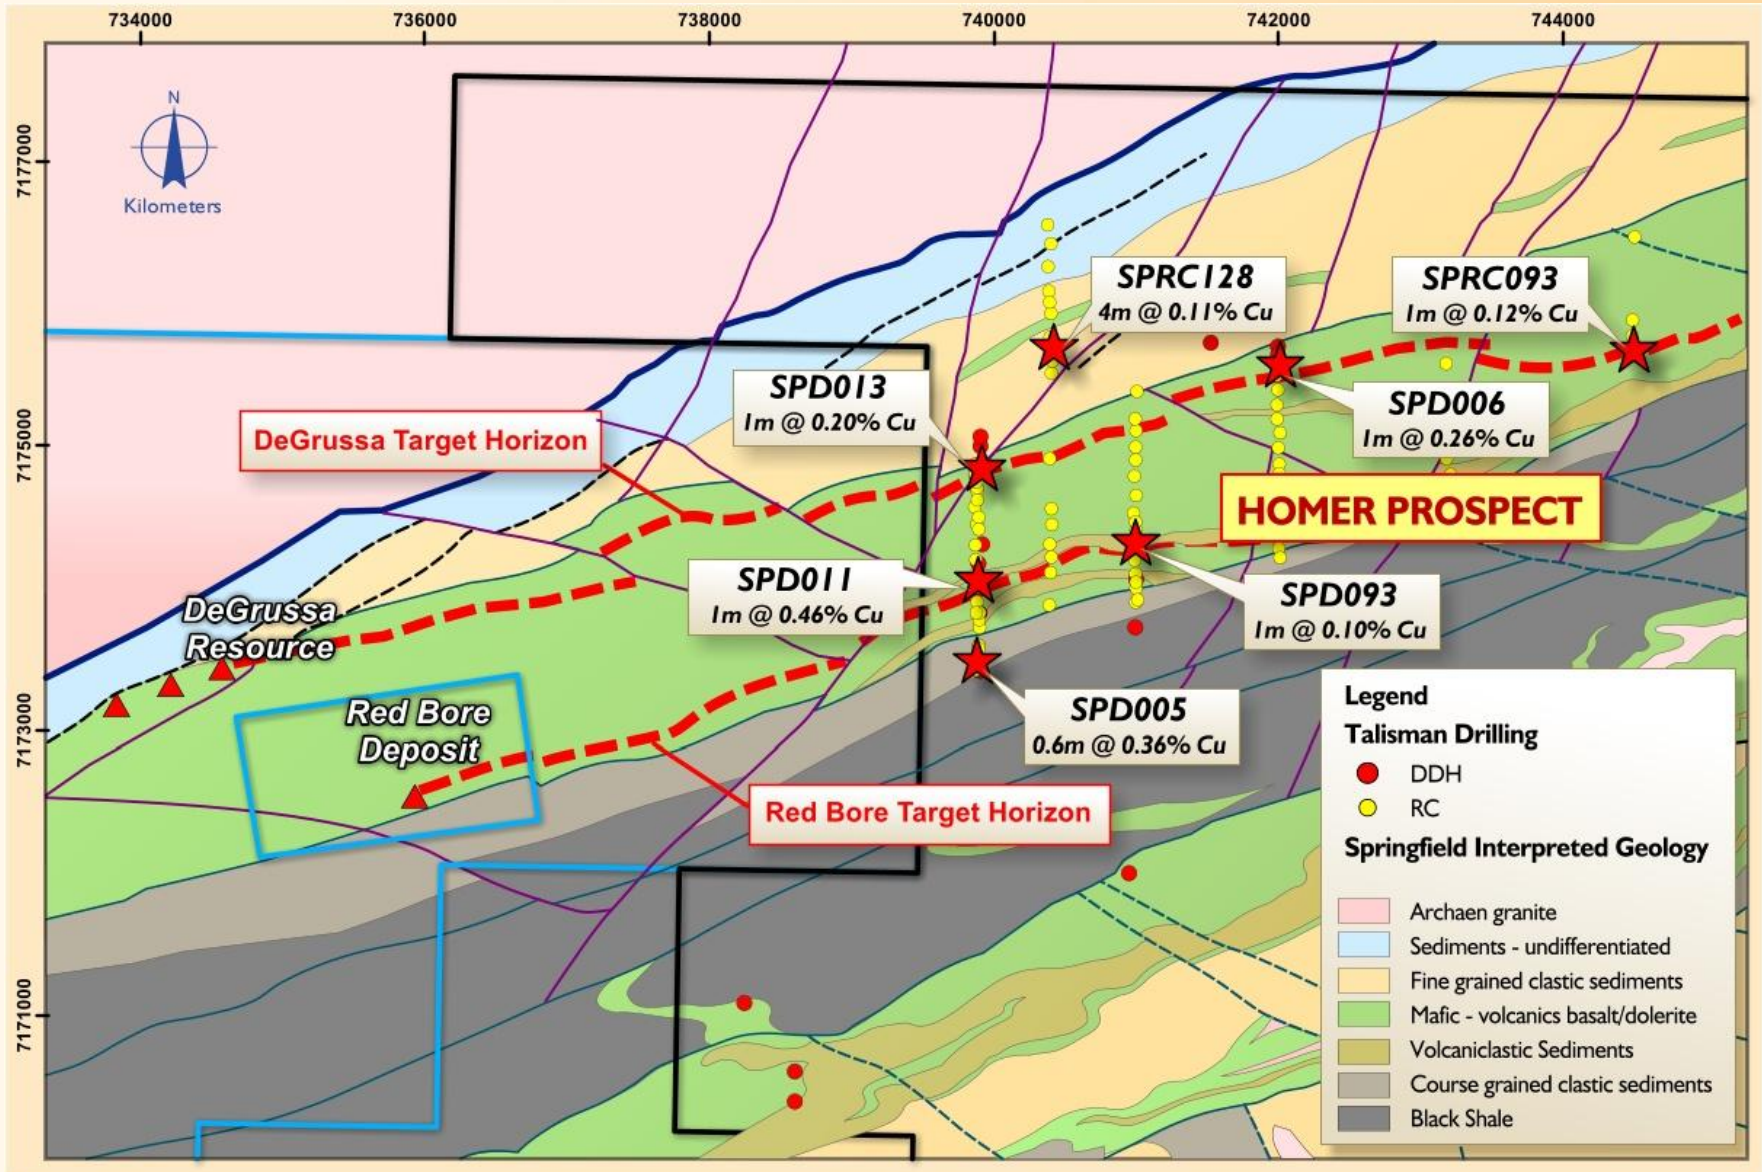 734000
736000
738000
740000
742000
744000
N
Kilometers
7177000
7175000
7173000
7171000
SPRC128
4m @ 0.11% Cu
SPRC093
1m @ 0.12% Cu
SPD013
1m @ 0.20% Cu
SPD006
1m @ 0.26% Cu
DeGrussa Target Horizon
HOMER PROSPECT
SPD011
1m @ 0.46% Cu
SPD093
1m @ 0.10% Cu
DeGrussa
Resource
Red Bore
Deposit
SPD005
0.6m @ 0.36% Cu
Red Bore Target Horizon
Legend
Talisman Drilling
DDH
RC
Springfield Interpreted Geology
Archaen granite
Sediments - undifferentiated
Fine grained clastic sediments
Mafic - volcanics basalt/dolerite
Volcaniclastic Sediments
Course grained clastic sediments
Black Shale